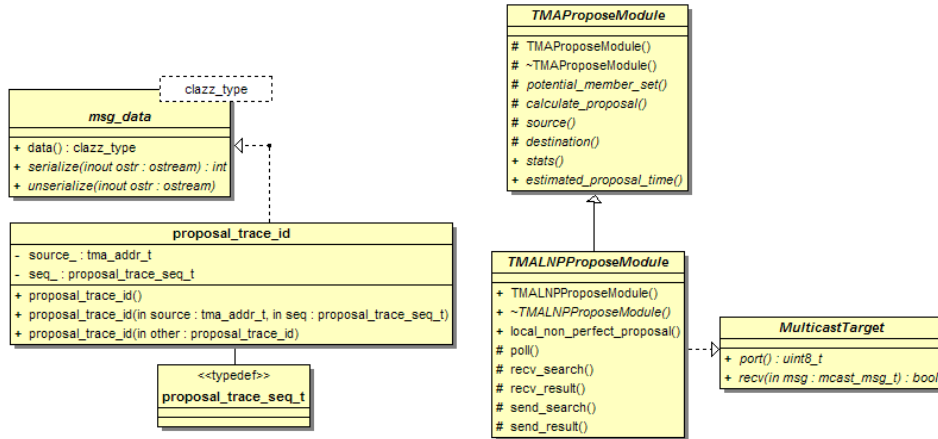 clazz_type
msg_data
+ data() : clazz_type
+ serialize(inout ostr : ostream) : int
+ unserialize(inout ostr : ostream)
proposal_trace_id
- source_ : tma_addr_t
- seq_ : proposal_trace_seq_t
+ proposal_trace_id()
+ proposal_trace_id(in source : tma_addr_t, in seq : proposal_trace_seq_t)
+ proposal_trace_id(in other : proposal_trace_id)
<<typedef>>
proposal_trace_seq_t
TMAProposeModule
# TMAProposeModule()
# ~TMAProposeModule()
# potential_member_set()
# calculate_proposal()
# source()
# destination()
+ stats()
+ estimated_proposal_time()
TMALNPProposeModule
+ TMALNPProposeModule()
+ ~TMALNPProposeModule()
+ local_non_perfect_proposal()
# poll()
# recv_search()
# recv_result()
# send_search()
# send_result()
MulticastTarget
+ port() : uint8_t
+ recv(in msg : mcast_msg_t) : bool